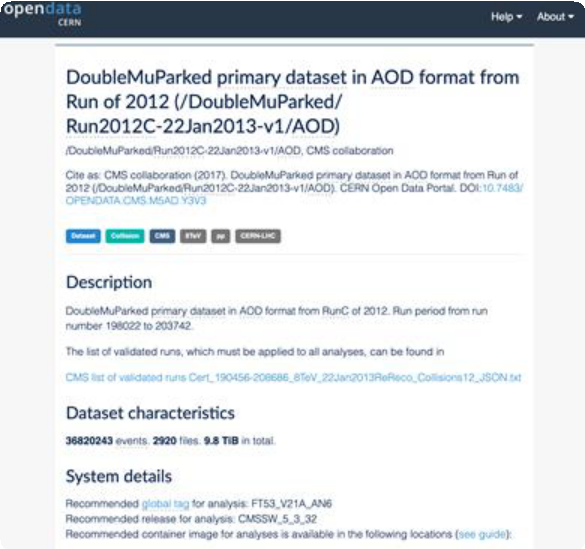 opendata
CERN
Help
About
DoubleMuParked primary dataset in AOD format from
Run of 2012 (/DoubleMuParked/
Run2012C-22Jan2013-v1/AOD)
/DoubleMuParked/Run2012C-22Jan2013-v1/AOD, CMS collaboration
Cite as: CMS collaboration (2017). DoubleMuParked primary dataset in AOD format from Run of
2012 (/DoubleMuParked/Run2012C-22Jan2013-v1/AOD). CERN Open Data Portal. DOI:10.7483/
OPENDATA.CMS.M5AD.Y3V3
Dataset Collision CMS 8TeV pp CERN-LHC
Description
DoubleMuParked primary dataset in AOD format from RunC of 2012. Run period from run
number 198022 to 203742.
The list of validated runs, which must be applied to all analyses, can be found in
CMS list of validated runs Cert_190456-208686_8TeV_22Jan2013ReReco_Collisions12_JSON.txt
Dataset characteristics
36820243 events. 2920 files. 9.8 TiB in total.
System details
Recommended global tag for analysis: FT53_V21A_AN6
Recommended release for analysis: CMSSW_5_3_32
Recommended container image for analyses is available in the following locations (see guide):